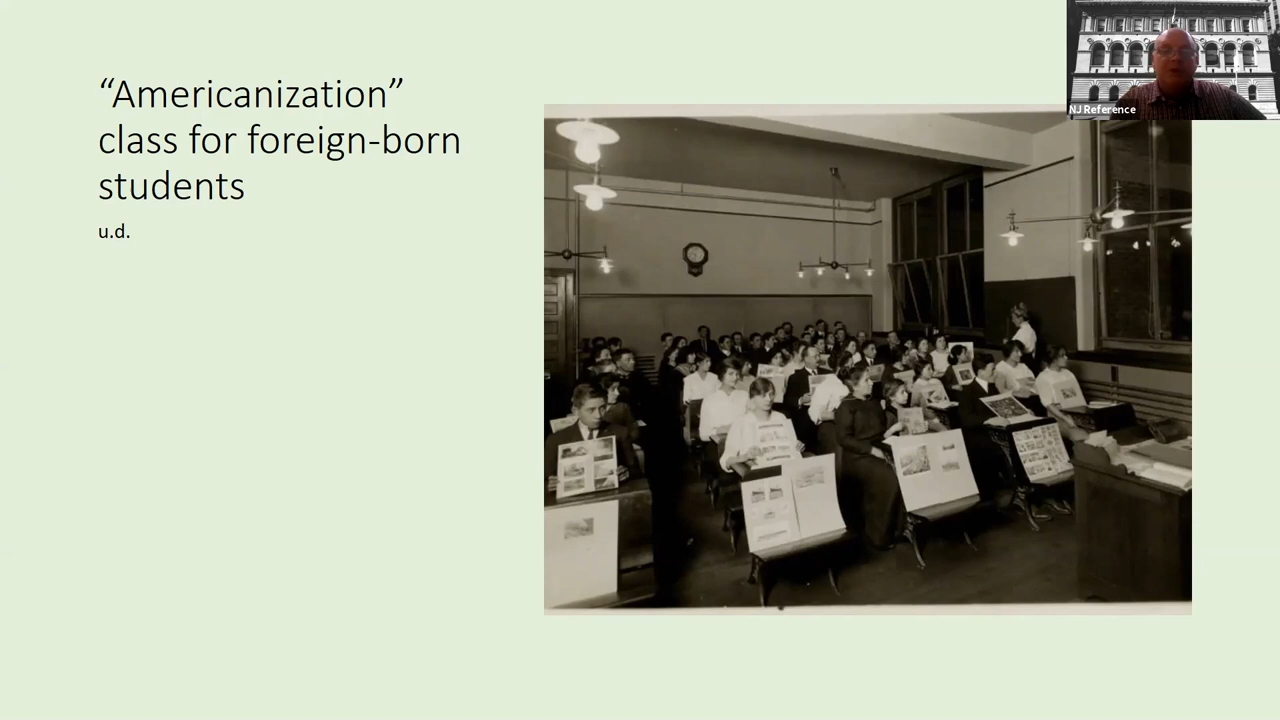 “Americanization”
class for foreign-born
students
u.d.
NJ Reference